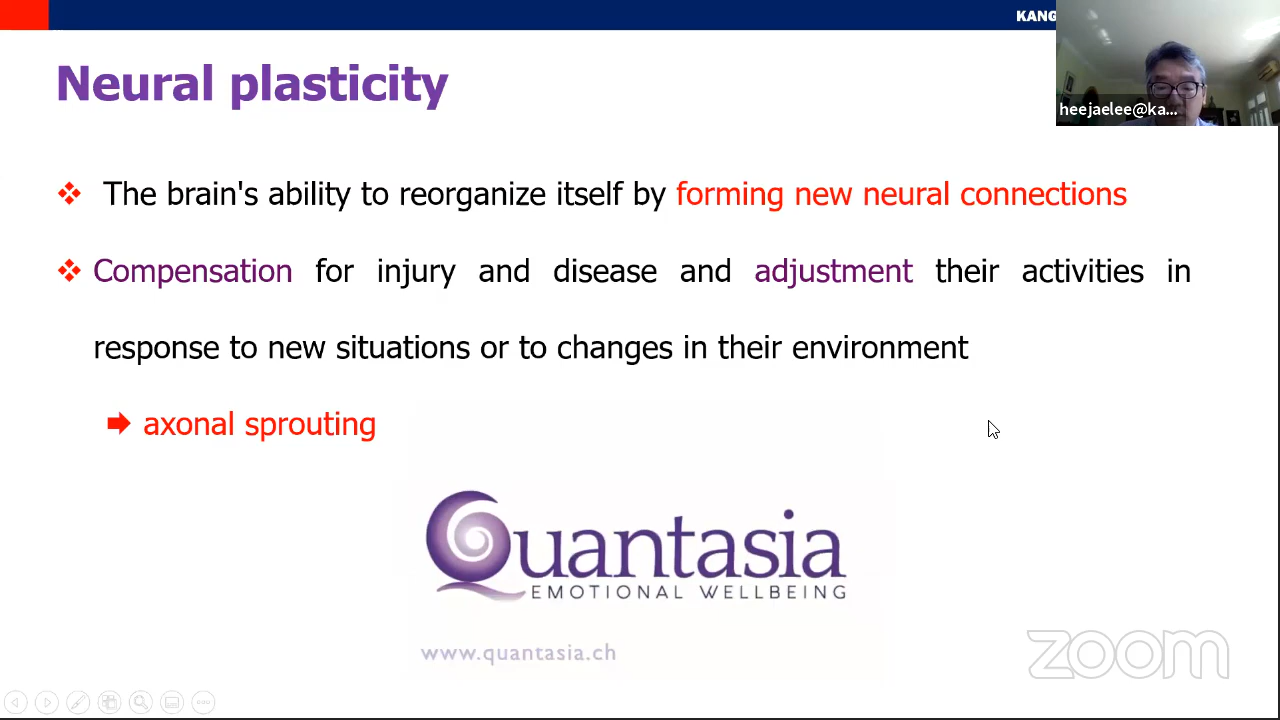 KANG
heejaelee@ka...
Neural plasticity
The brain's ability to reorganize itself by forming new neural connections
Compensation for injury and disease and adjustment their activities in
response to new situations or to changes in their environment
axonal sprouting
Quantasia
EMOTIONAL WELLBEING
www.quantasia.ch
zoom